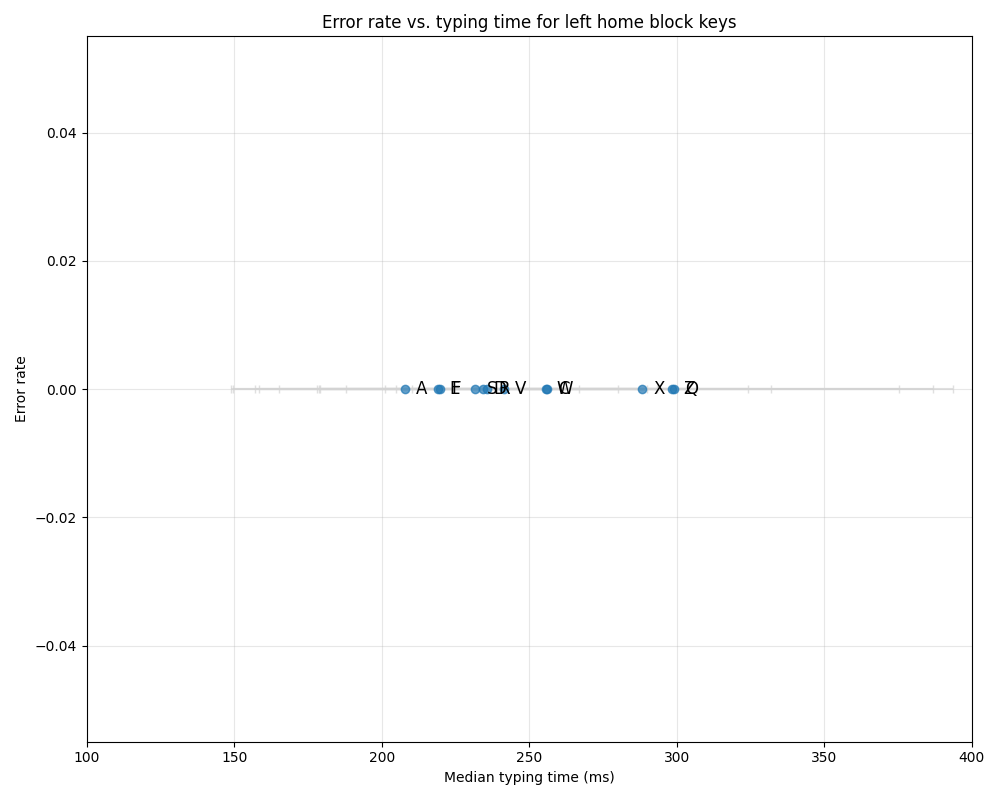 Error rate vs. typing time for left home block keys
Error rate
0.04
0.02
0.00
−0.02
−0.04
A
E
F
S
D
R
V
W
C
X
Z
Q
100 150 200 250 300 350 400
Median typing time (ms)